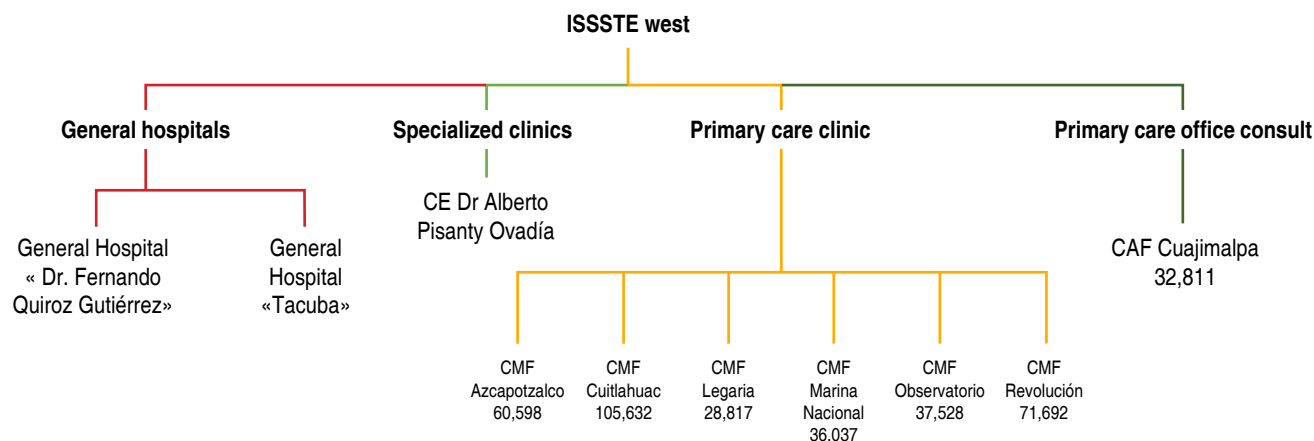 ISSSTE west
General hospitals
Specialized clinics
Primary care clinic
Primary care office consult
General Hospital
« Dr. Fernando
Quiroz Gutiérrez»
General
Hospital
«Tacuba»
CE Dr Alberto
Pisanty Ovadía
CAF Cuajimalpa
32,811
CMF
Azcapotzalco
60,598
CMF
Cuitlahuac
105,632
CMF
Legaria
28,817
CMF
Marina
Nacional
36,037
CMF
Observatorio
37,528
CMF
Revolución
71,692